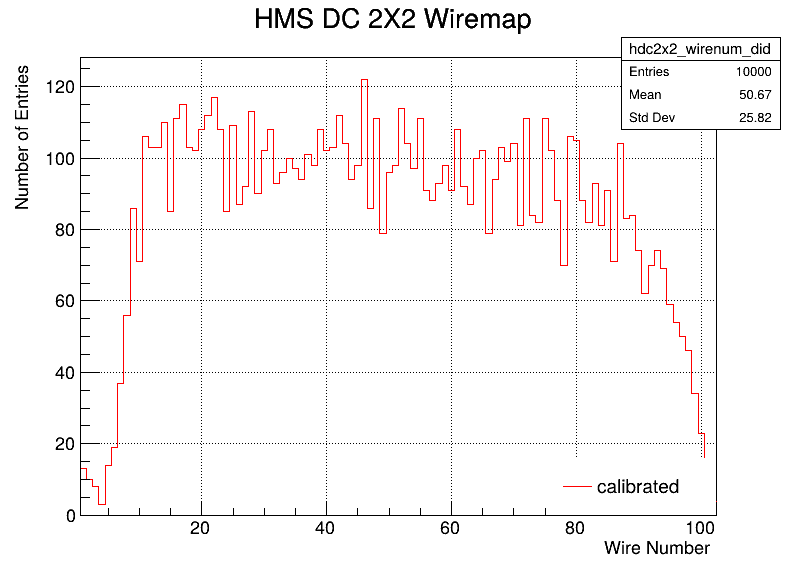 HMS DC 2X2 Wiremap
hdc2x2_wirenum_did
Entries 10000
Mean 50.67
Std Dev 25.82
Number of Entries
120
100
80
60
40
20
0
20 40 60 80 100
calibrated
Wire Number